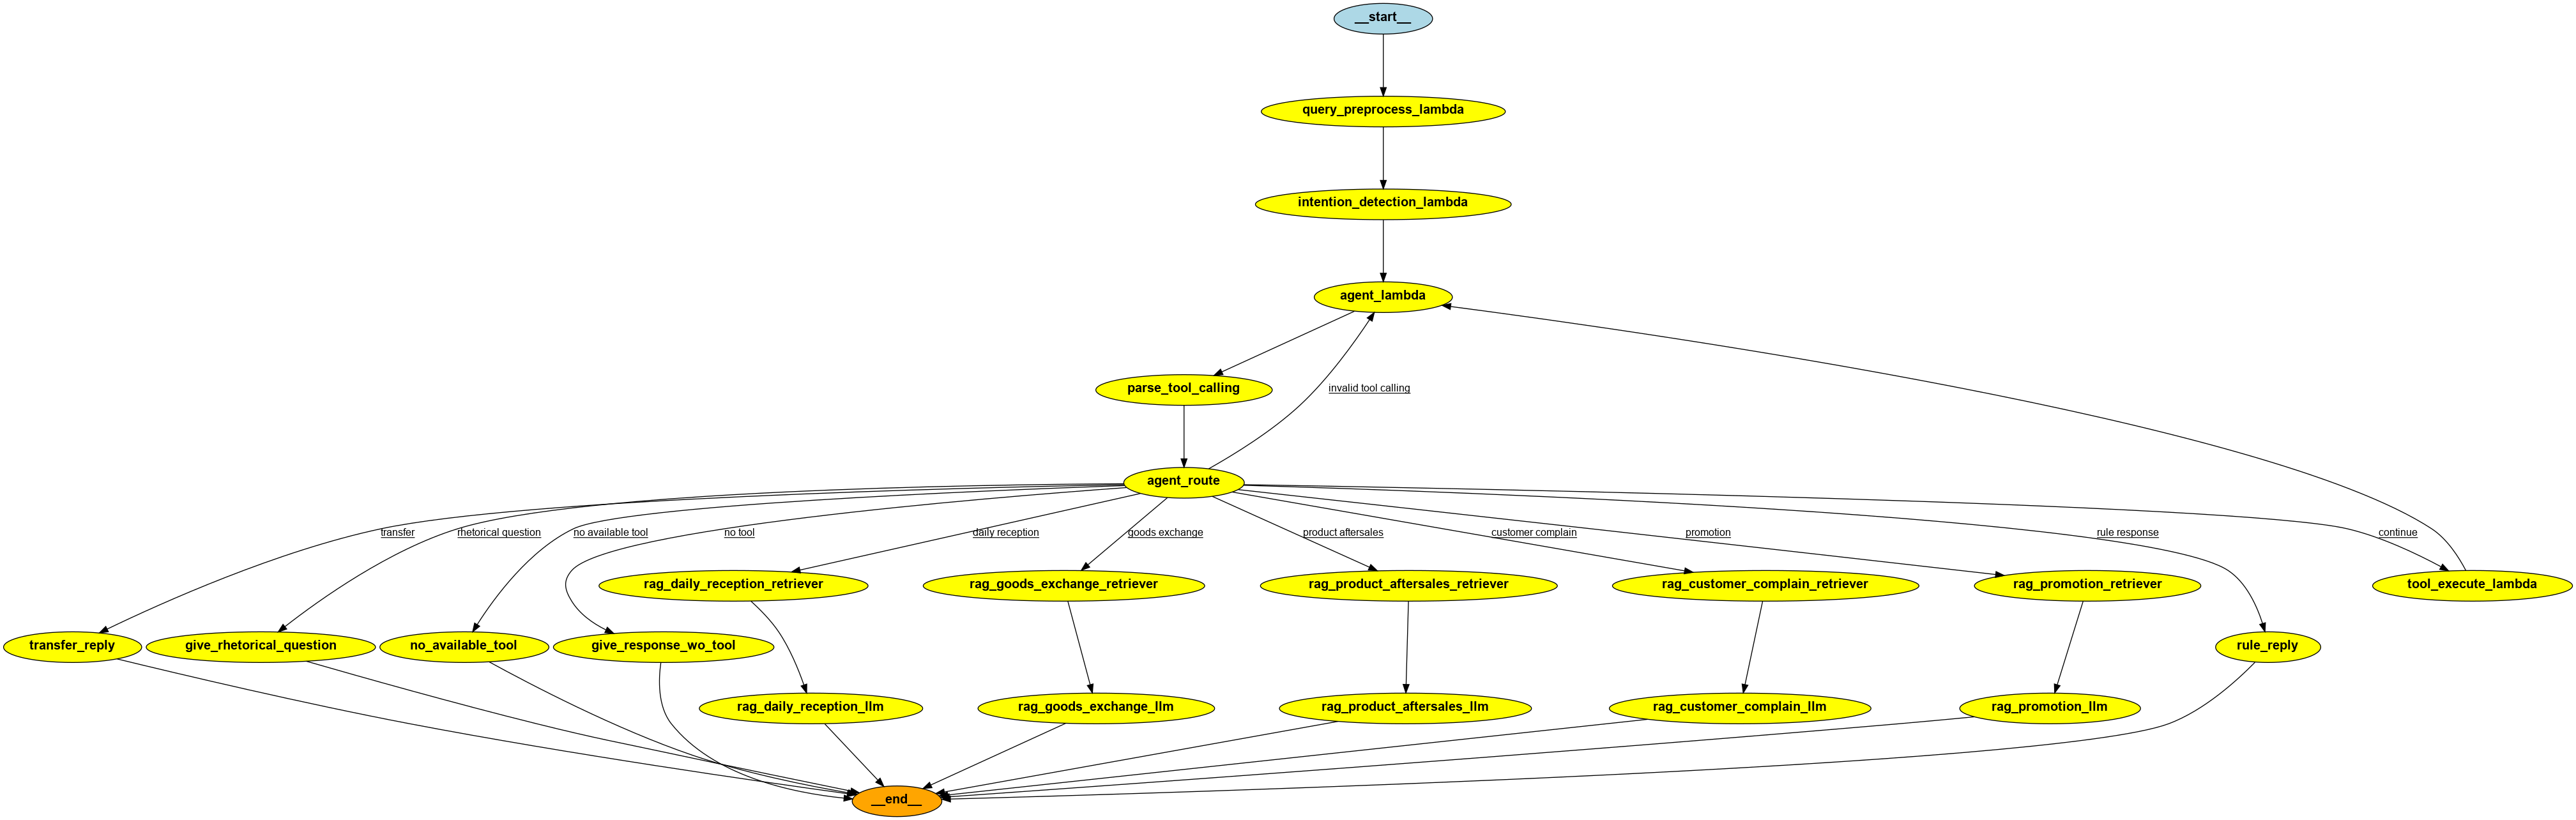 __start__
query_preprocess_lambda
intention_detection_lambda
agent_lambda
parse_tool_calling
invalid tool calling
agent_route
transfer
rhetorical question
no available tool
no tool
daily reception
goods exchange
product aftersales
customer complain
promotion
rule response
continue
rag_daily_reception_retriever
rag_goods_exchange_retriever
rag_product_aftersales_retriever
rag_customer_complain_retriever
rag_promotion_retriever
tool_execute_lambda
transfer_reply
give_rhetorical_question
no_available_tool
give_response_wo_tool
rule_reply
rag_daily_reception_llm
rag_goods_exchange_llm
rag_product_aftersales_llm
rag_customer_complain_llm
rag_promotion_llm
__end__